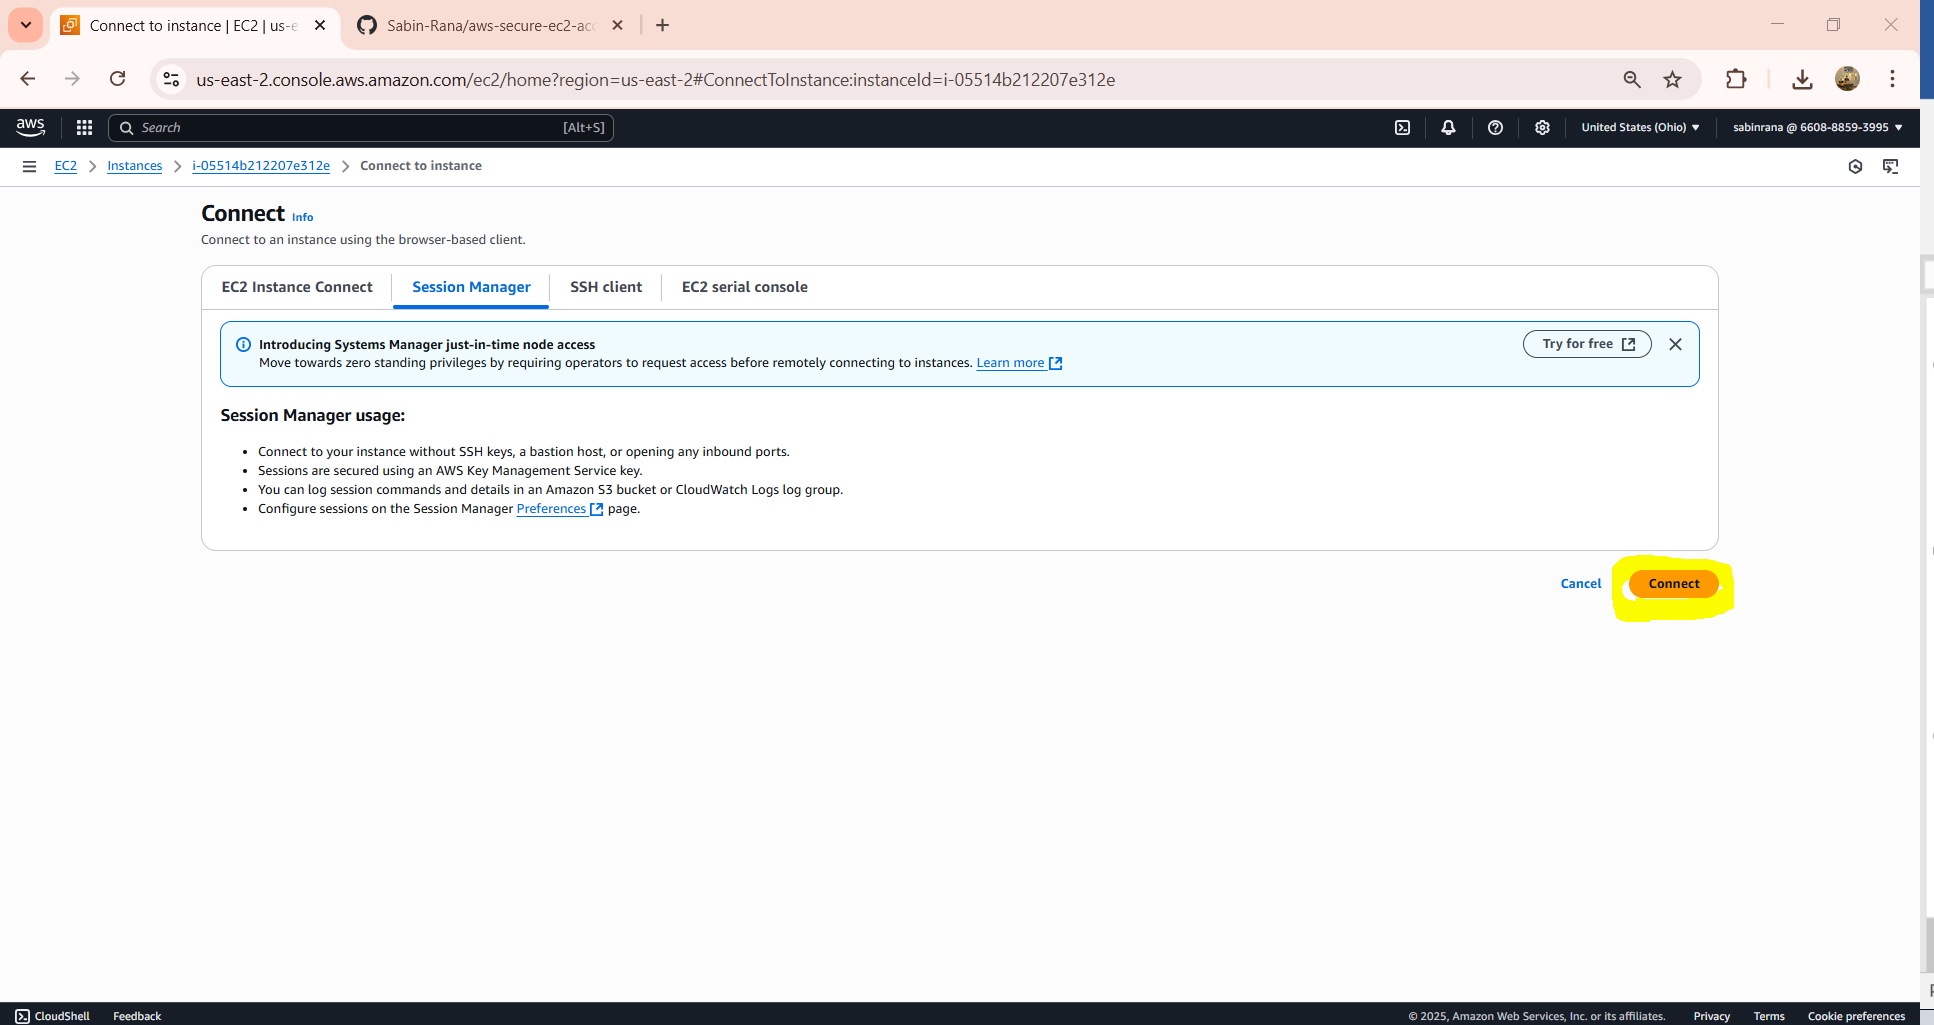 Connect to instance | EC2 | us-e
Sabin-Rana/aws-secure-ec2-acc
us-east-2.console.aws.amazon.com/ec2/home?region=us-east-2#ConnectToInstance:instanceId=i-05514b212207e312e
aws
Search
[Alt+S]
United States (Ohio)
sabinrana @ 6608-8859-3995
EC2
Instances
i-05514b212207e312e
Connect to instance
Connect Info
Connect to an instance using the browser-based client.
EC2 Instance Connect
Session Manager
SSH client
EC2 serial console
Introducing Systems Manager just-in-time node access
Move towards zero standing privileges by requiring operators to request access before remotely connecting to instances. Learn more
Try for free
Session Manager usage:
• Connect to your instance without SSH keys, a bastion host, or opening any inbound ports.
• Sessions are secured using an AWS Key Management Service key.
• You can log session commands and details in an Amazon S3 bucket or CloudWatch Logs log group.
• Configure sessions on the Session Manager Preferences page.
Cancel
Connect
CloudShell
Feedback
© 2025, Amazon Web Services, Inc. or its affiliates.
Privacy
Terms
Cookie preferences